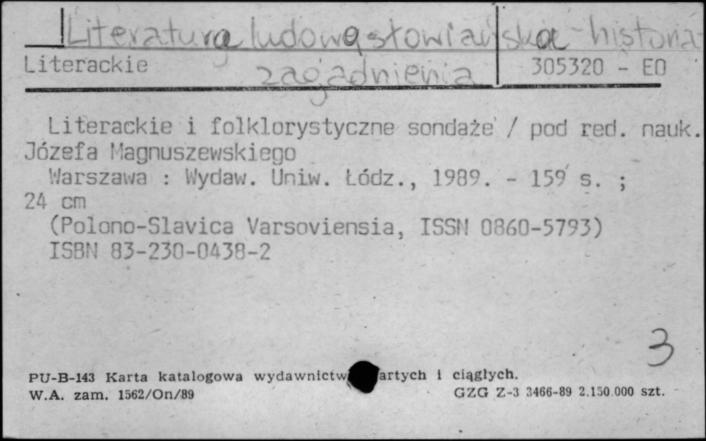 Literatura ludowa słowiańska - historia
Literackie zagadnienia 305320 - EO
Literackie i folklorystyczne sondaże / pod red. nauk.
Józefa Magnuszewskiego
Warszawa : Wydaw. Uniw. Łódz., 1989. - 159 s. ;
24 cm
(Polono-Slavica Varsoviensia, ISSN 0860-5793)
ISBN 83-230-0438-2
3
PU-B-143 Karta katalogowa wydawnictw artych i ciągłych.
W.A. zam. 1562/On/89 GZG Z-3 3466-89 2.150.000 szt.